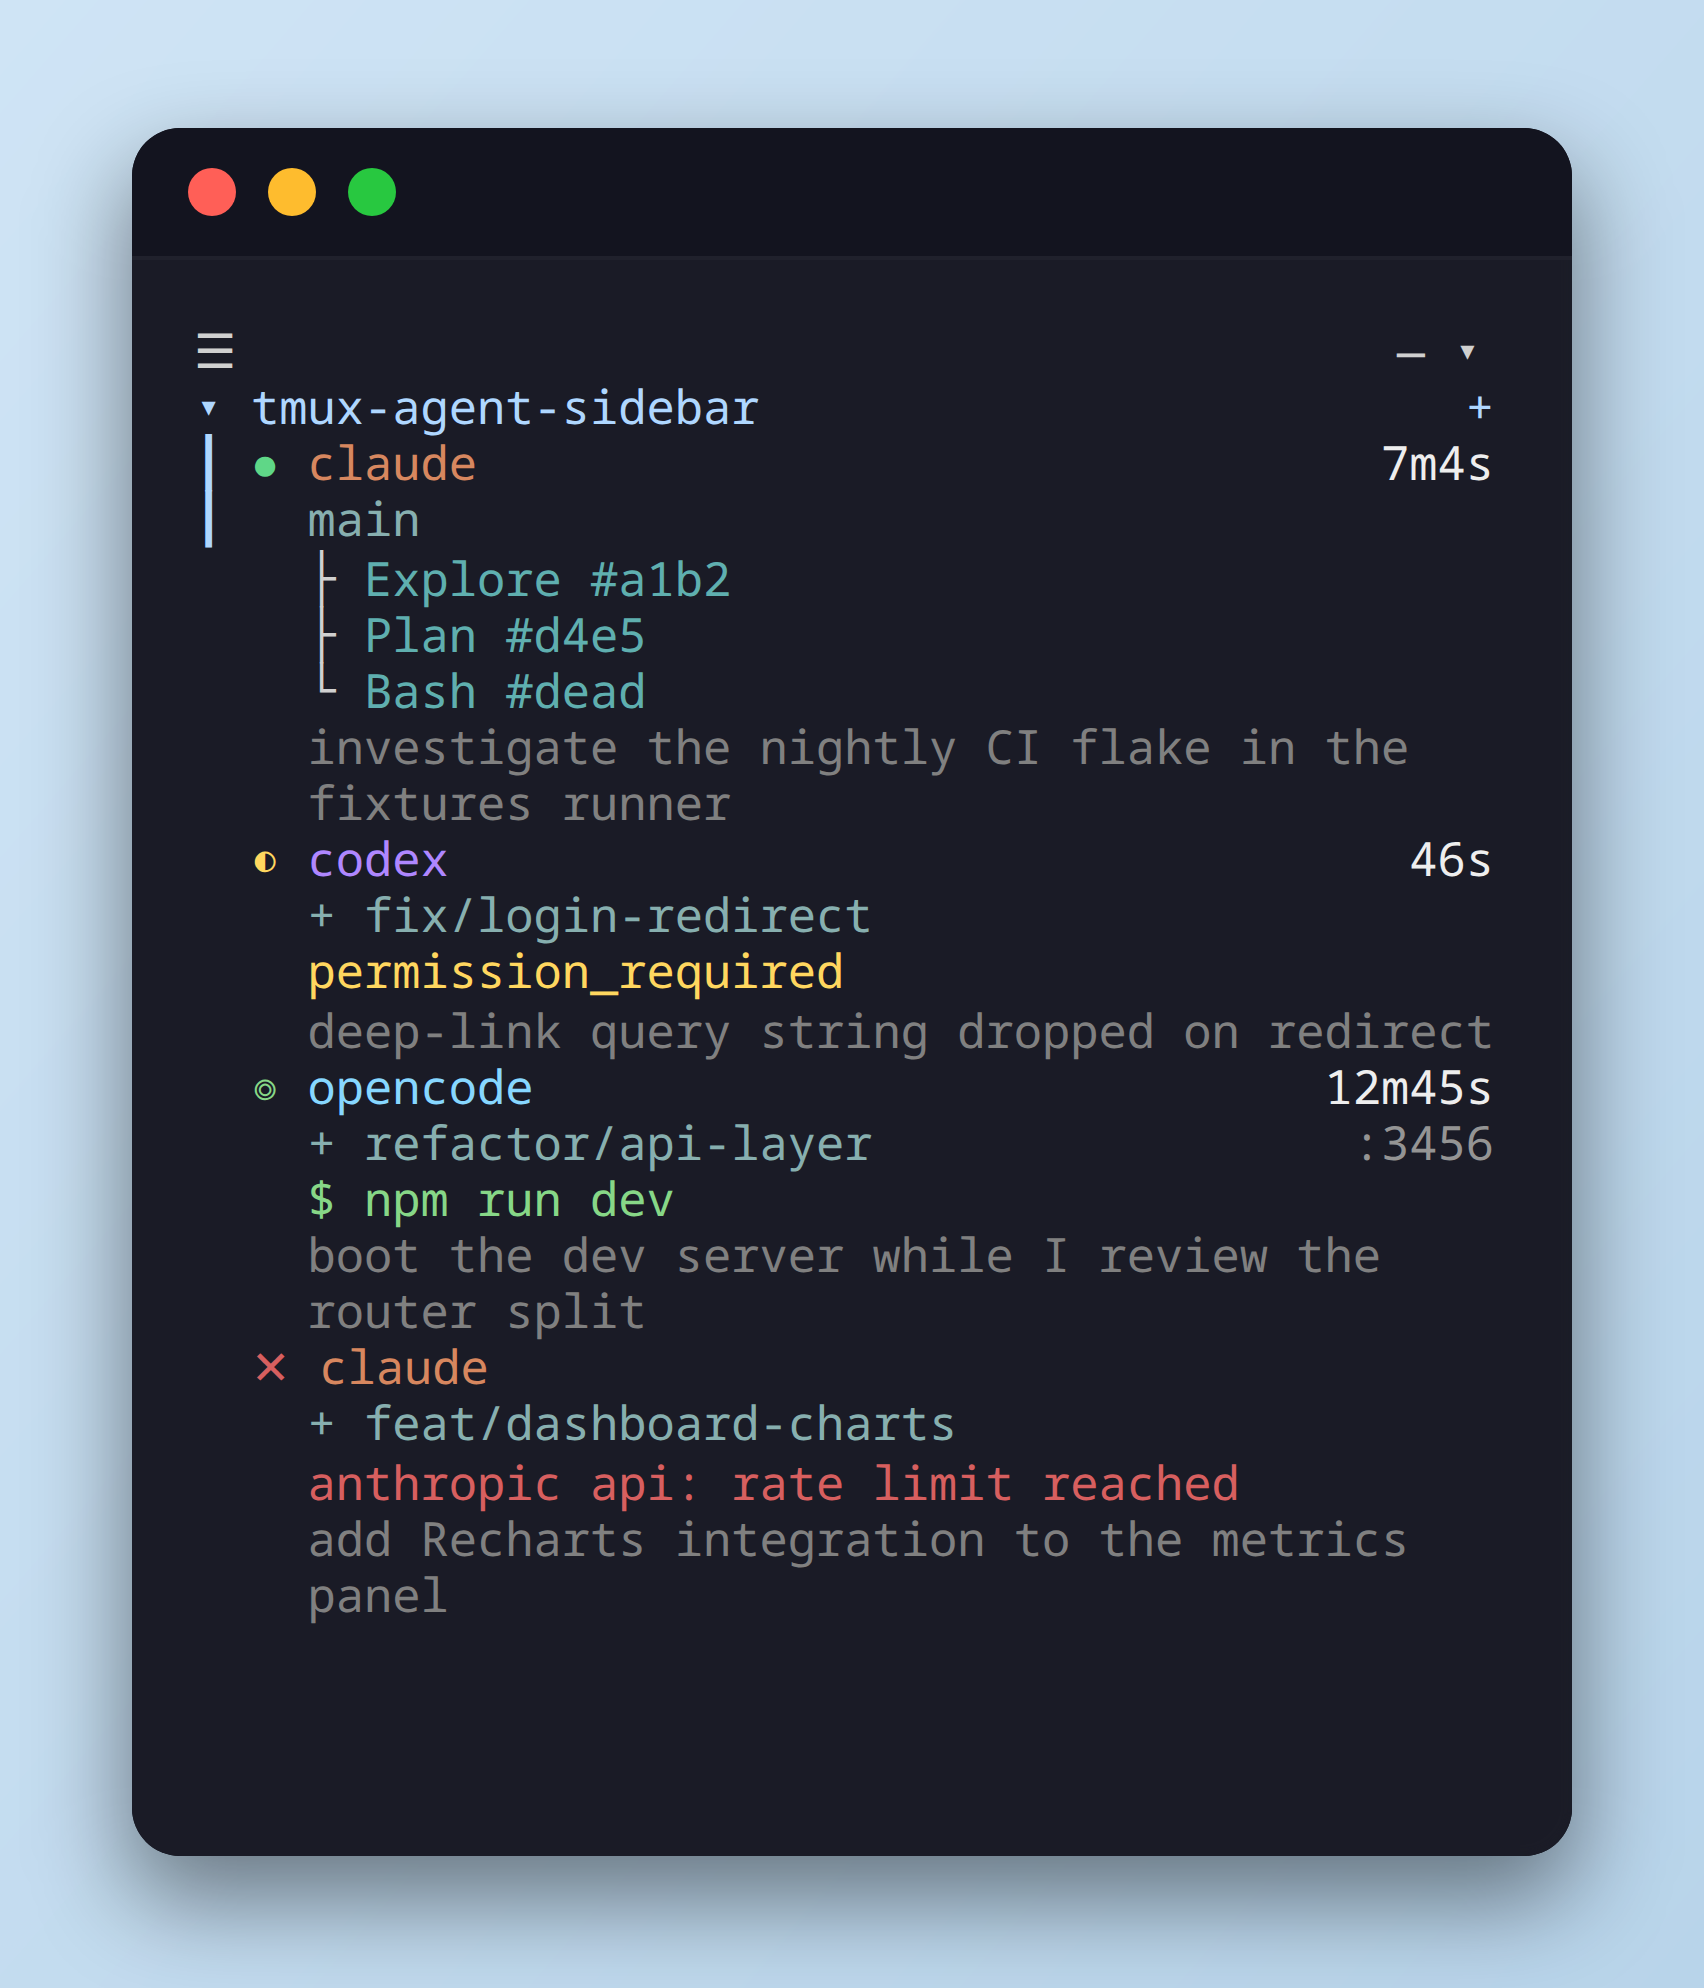 ☰ — ▾
▾ tmux-agent-sidebar +
● claude 7m4s
main
├ Explore #a1b2
├ Plan #d4e5
└ Bash #dead
investigate the nightly CI flake in the
fixtures runner
◐ codex 46s
+ fix/login-redirect
permission_required
deep-link query string dropped on redirect
◎ opencode 12m45s
+ refactor/api-layer :3456
$ npm run dev
boot the dev server while I review the
router split
✕ claude
+ feat/dashboard-charts
anthropic api: rate limit reached
add Recharts integration to the metrics
panel